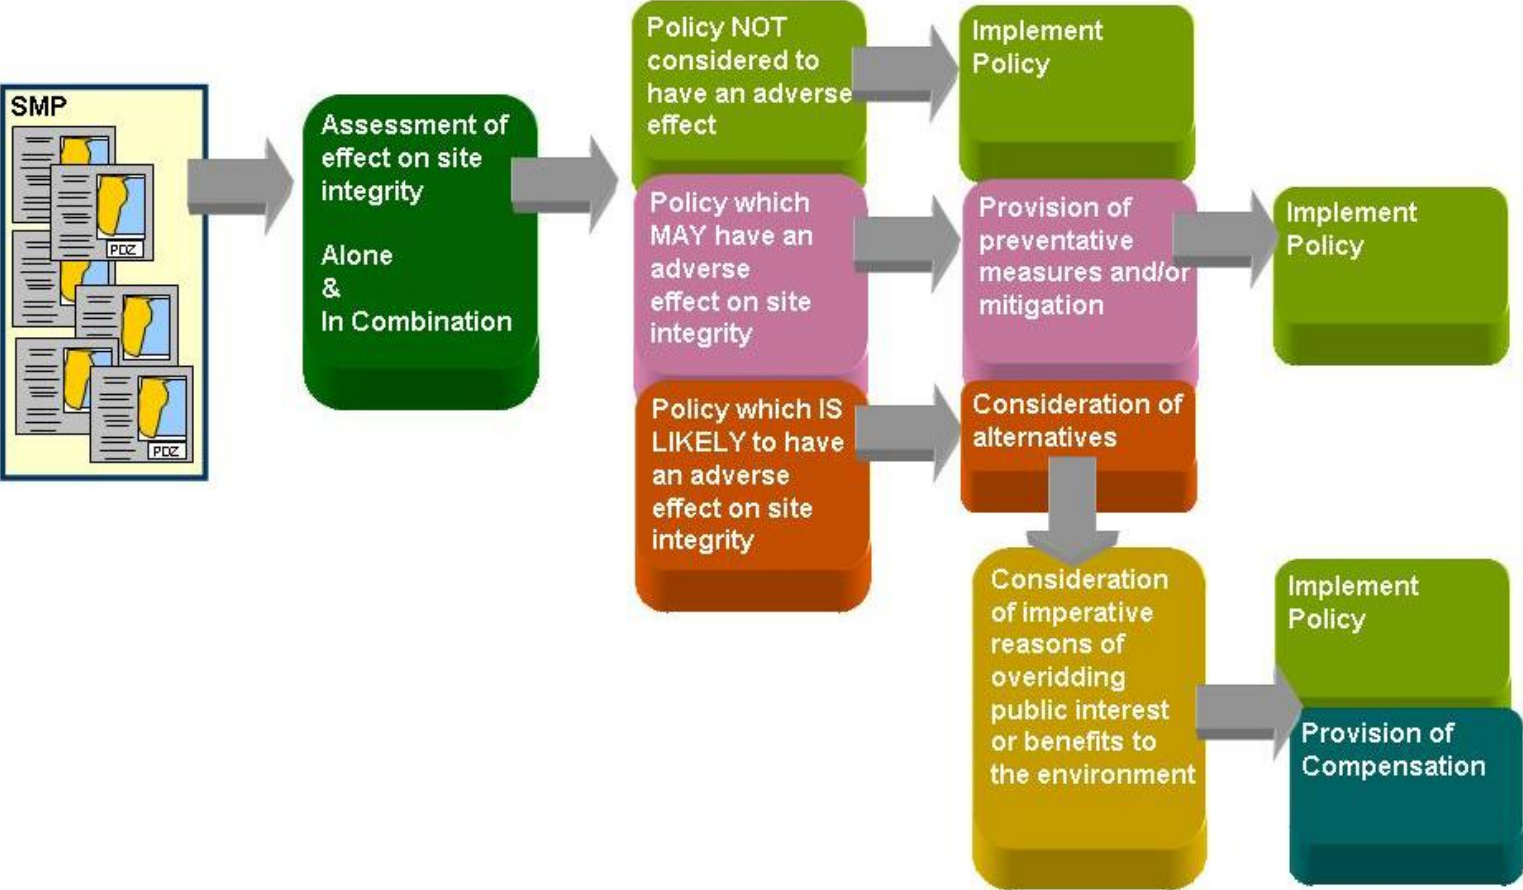 SMP
PDZ
PDZ
Assessment of
effect on site
integrity
Alone
&
In Combination
Policy NOT
considered to
have an adverse
effect
Implement
Policy
Policy which
MAY have an
adverse
effect on site
integrity
Provision of
preventative
measures and/or
mitigation
Implement
Policy
Policy which IS
LIKELY to have
an adverse
effect on site
integrity
Consideration of
alternatives
Consideration
of imperative
reasons of
overidding
public interest
or benefits to
the environment
Implement
Policy
Provision of
Compensation